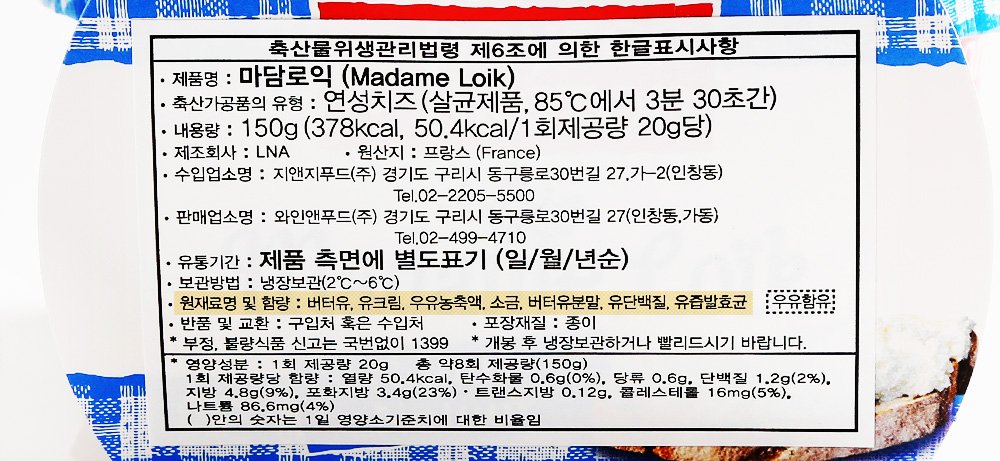 축산물위생관리법령 제6조에 의한 한글표시사항
· 제품명 : 마담로익 (Madame Loik)
· 축산가공품의 유형 : 연성치즈 (살균제품, 85℃에서 3분 30초간)
· 내용량 : 150g (378kcal, 50.4kcal/1회제공량 20g당)
· 제조회사 : LNA · 원산지 : 프랑스 (France)
· 수입업소명 : 지앤지푸드(주) 경기도 구리시 동구릉로30번길 27,가-2(인창동)
Tel.02-2205-5500
· 판매업소명 : 와인앤푸드(주) 경기도 구리시 동구릉로30번길 27(인창동,가동)
Tel.02-499-4710
· 유통기간 : 제품 측면에 별도표기 (일/월/년순)
· 보관방법 : 냉장보관(2℃~6℃)
· 원재료명 및 함량 : 버터유, 유크림, 우유농축액, 소금, 버터유분말, 유단백질, 유즙발효균 우유함유
· 반품 및 교환 : 구입처 혹은 수입처 · 포장재질 : 종이
* 부정, 불량식품 신고는 국번없이 1399 * 개봉 후 냉장보관하거나 빨리드시기 바랍니다.
* 영양성분 : 1회 제공량 20g 총 약8회 제공량(150g)
1회 제공량당 함량 : 열량 50.4kcal, 탄수화물 0.6g(0%), 당류 0.6g, 단백질 1.2g(2%),
지방 4.8g(9%), 포화지방 3.4g(23%) · 트랜스지방 0.12g, 콜레스테롤 16mg(5%),
나트륨 86.6mg(4%)
( )안의 숫자는 1일 영양소기준치에 대한 비율임